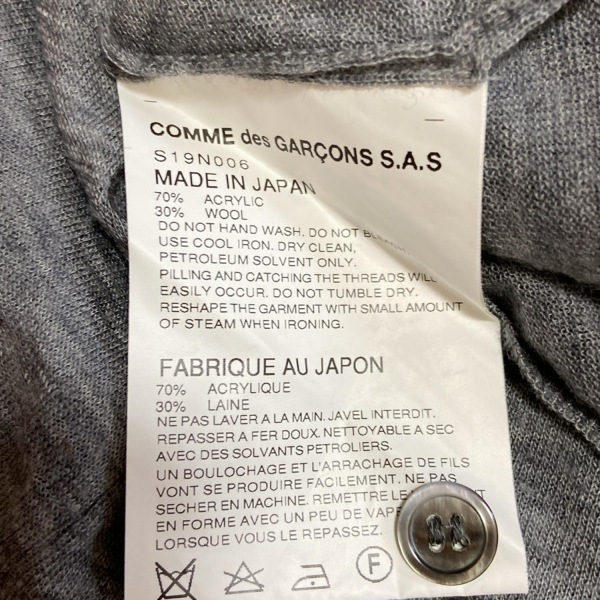 COMME des GARÇONS S.A.S
S19N006
MADE IN JAPAN
70% ACRYLIC
30% WOOL
DO NOT HAND WASH. DO NOT
USE COOL IRON. DRY CLEAN,
PETROLEUM SOLVENT ONLY.
PILLING AND CATCHING THE THREADS WILL
EASILY OCCUR. DO NOT TUMBLE DRY.
RESHAPE THE GARMENT WITH SMALL AMOUNT
OF STEAM WHEN IRONING.
FABRIQUE AU JAPON
70% ACRYLIQUE
30% LAINE
NE PAS LAVER A LA MAIN. JAVEL INTERDIT.
REPASSER A FER DOUX. NETTOYABLE A SEC
AVEC DES SOLVANTS PETROLIERS.
UN BOULOCHAGE ET L'ARRACHAGE DE FILS
VONT SE PRODUIRE FACILEMENT. NE PAS
SECHER EN MACHINE. REMETTRE LE
EN FORME AVEC UN PEU DE
LORSQUE VOUS LE REPASSEZ.
F